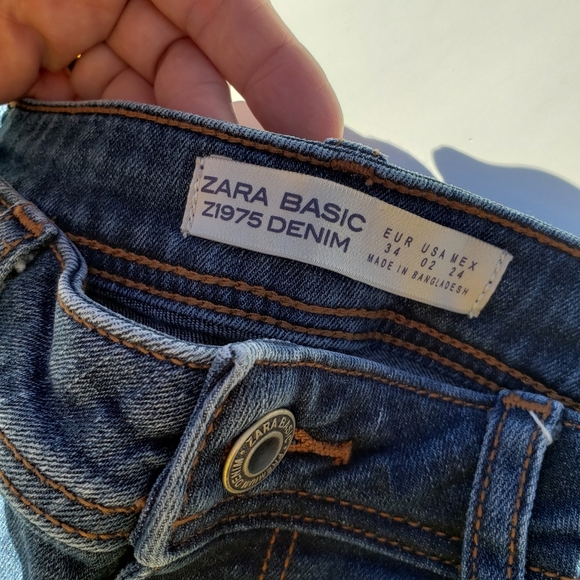 ZARA BASIC
Z1975 DENIM
EUR USA MEX
34 02 24
MADE IN BANGLADESH
ZARA BASIC